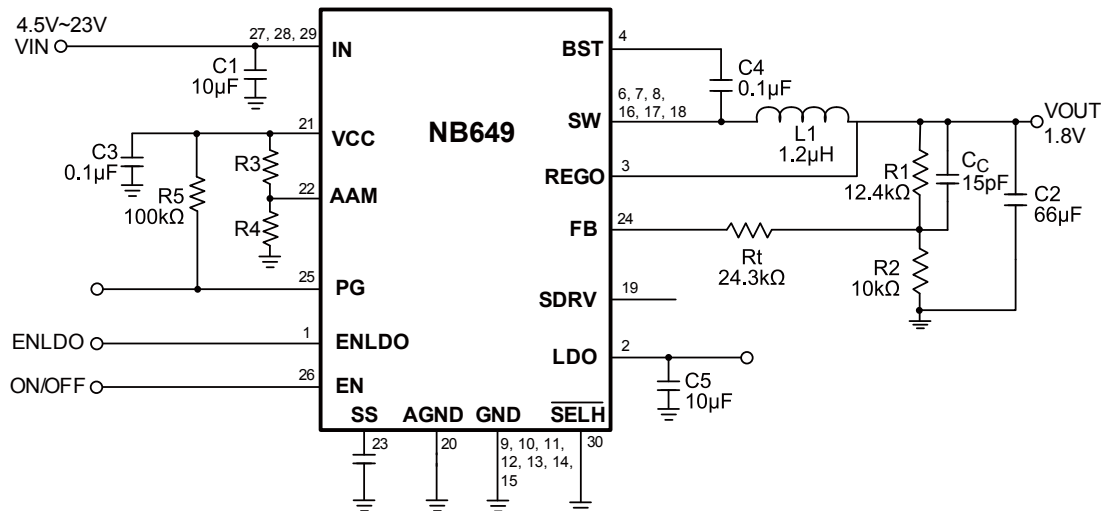 4.5V~23V
VIN
27, 28, 29
IN
C1
10µF
NB649
BST
4
C4
0.1µF
6, 7, 8,
16, 17, 18
SW
L1
1.2µH
VOUT
1.8V
21
VCC
C3
0.1µF
R5
100kΩ
R3
22
AAM
R4
REGO
3
R1
12.4kΩ
CC
15pF
C2
66µF
FB
24
Rt
24.3kΩ
R2
10kΩ
25
PG
SDRV
19
ENLDO
1
ENLDO
LDO
2
C5
10µF
ON/OFF
26
EN
SS
AGND
GND
SELH
23
20
9, 10, 11,
12, 13, 14,
15
30